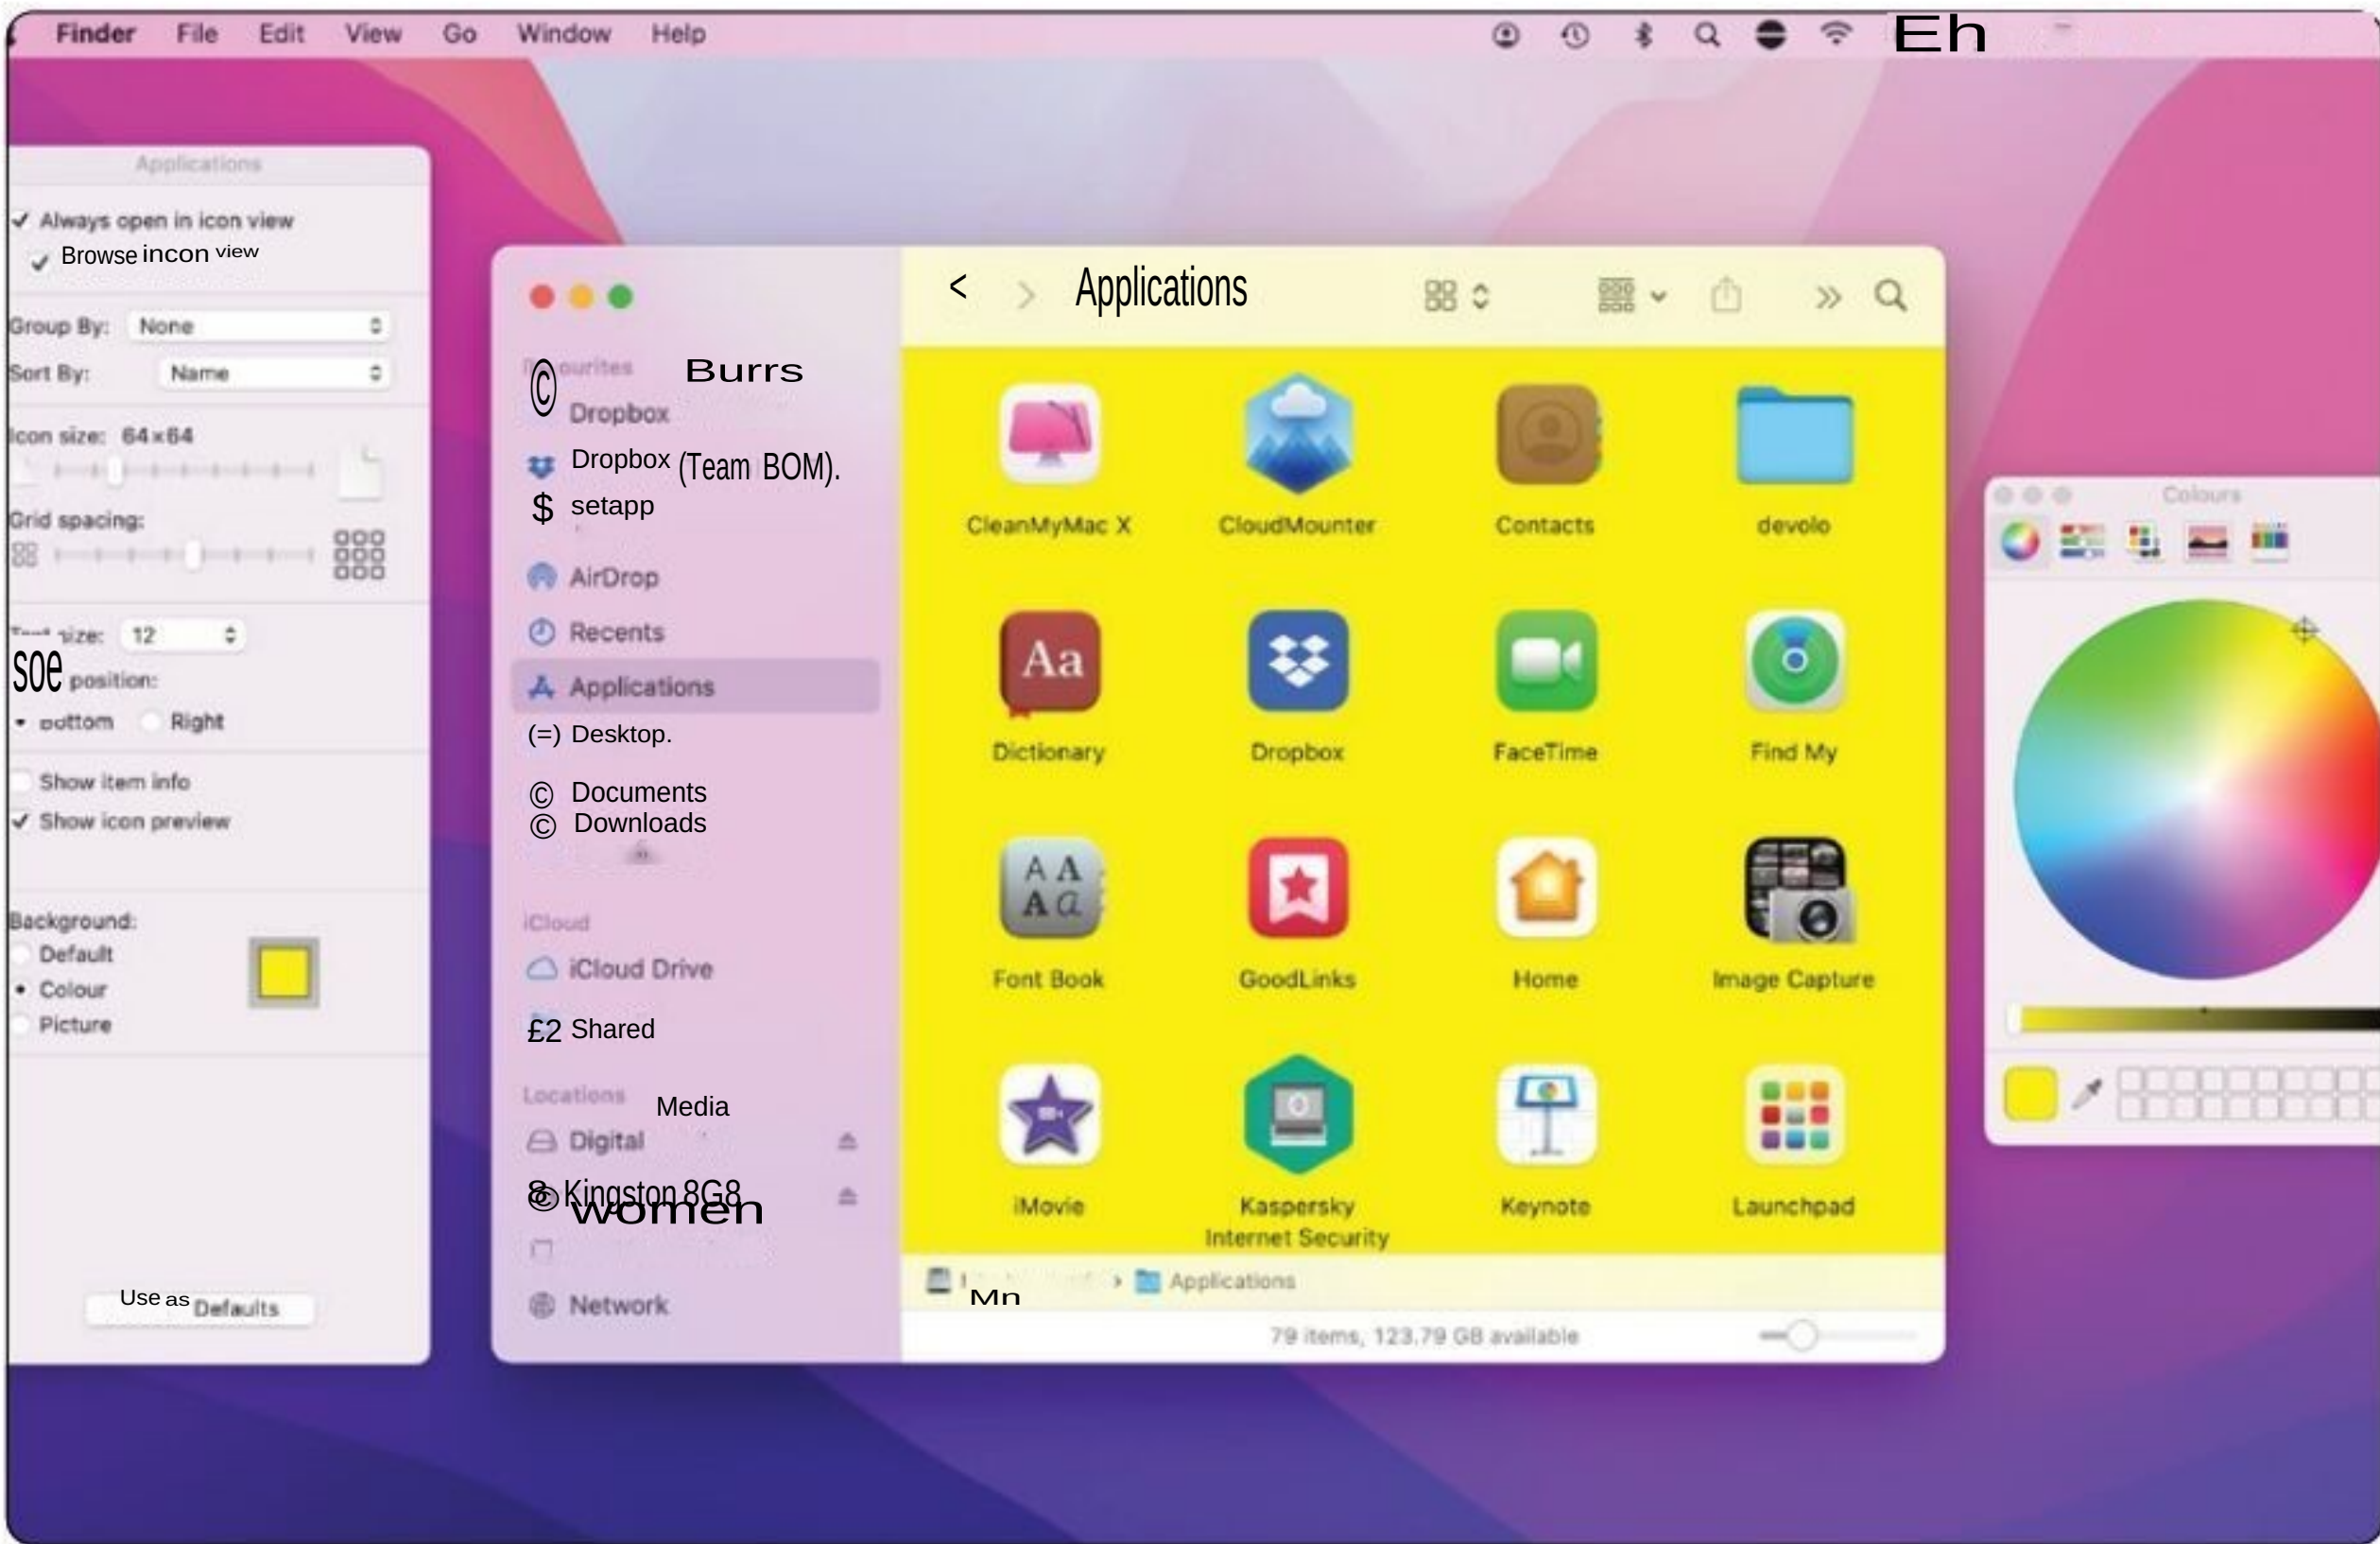 Finder File Edit View Go Window Help Eh
Applications
Always open in icon view
Browse incon view
Group By: None
Sort By: Name
Icon size: 64×64
Grid spacing:
size: 12
soe position:
Bottom Right
Show item info
Show icon preview
Background:
Default
Colour
Picture
Use as Defaults
Burrs
© Dropbox
Dropbox (Team BOM).
$ setapp
AirDrop
Recents
Applications
(=) Desktop.
© Documents
© Downloads
iCloud
iCloud Drive
£2 Shared
Locations Media
Digital
8 © Kingston 8G8
women
Network
< Applications
CleanMyMac X CloudMounter Contacts devolo
Aa
Dictionary Dropbox FaceTime Find My
A A
A a
Font Book GoodLinks Home Image Capture
iMovie Kaspersky Keynote Launchpad
Internet Security
Mn Applications
79 items, 123.79 GB available
Colours